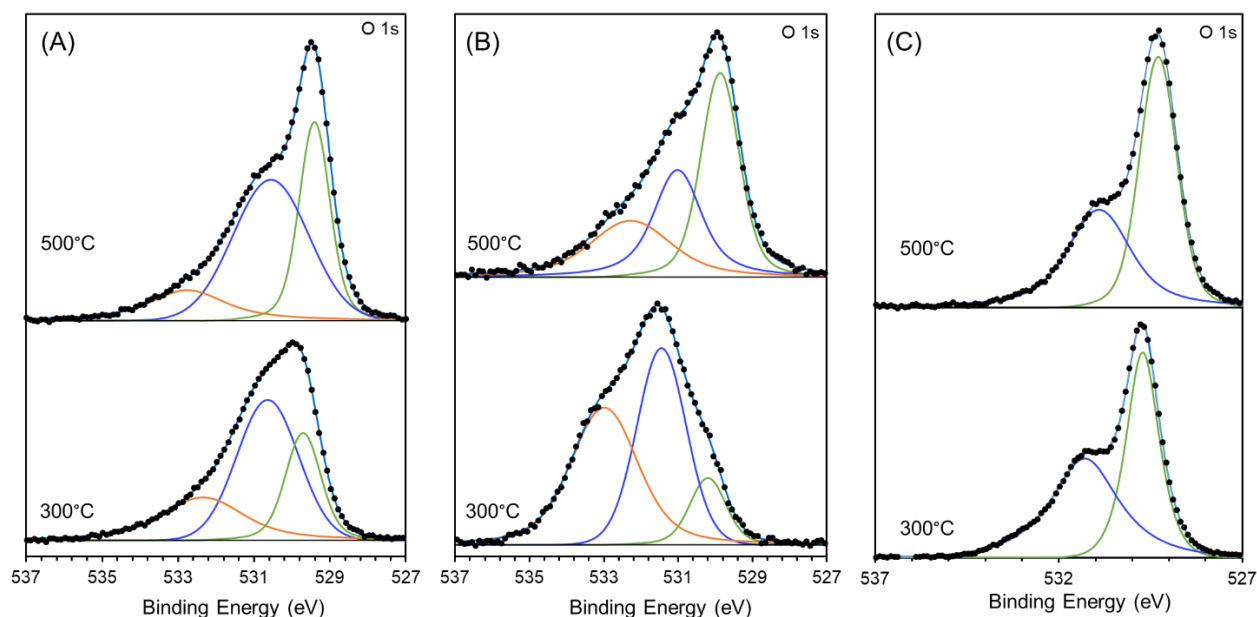 (A)
O 1s
500°C
300°C
537 535 533 531 529 527
Binding Energy (eV)
(B)
O 1s
500°C
300°C
537 535 533 531 529 527
Binding Energy (eV)
(C)
O 1s
500°C
300°C
537 532 527
Binding Energy (eV)